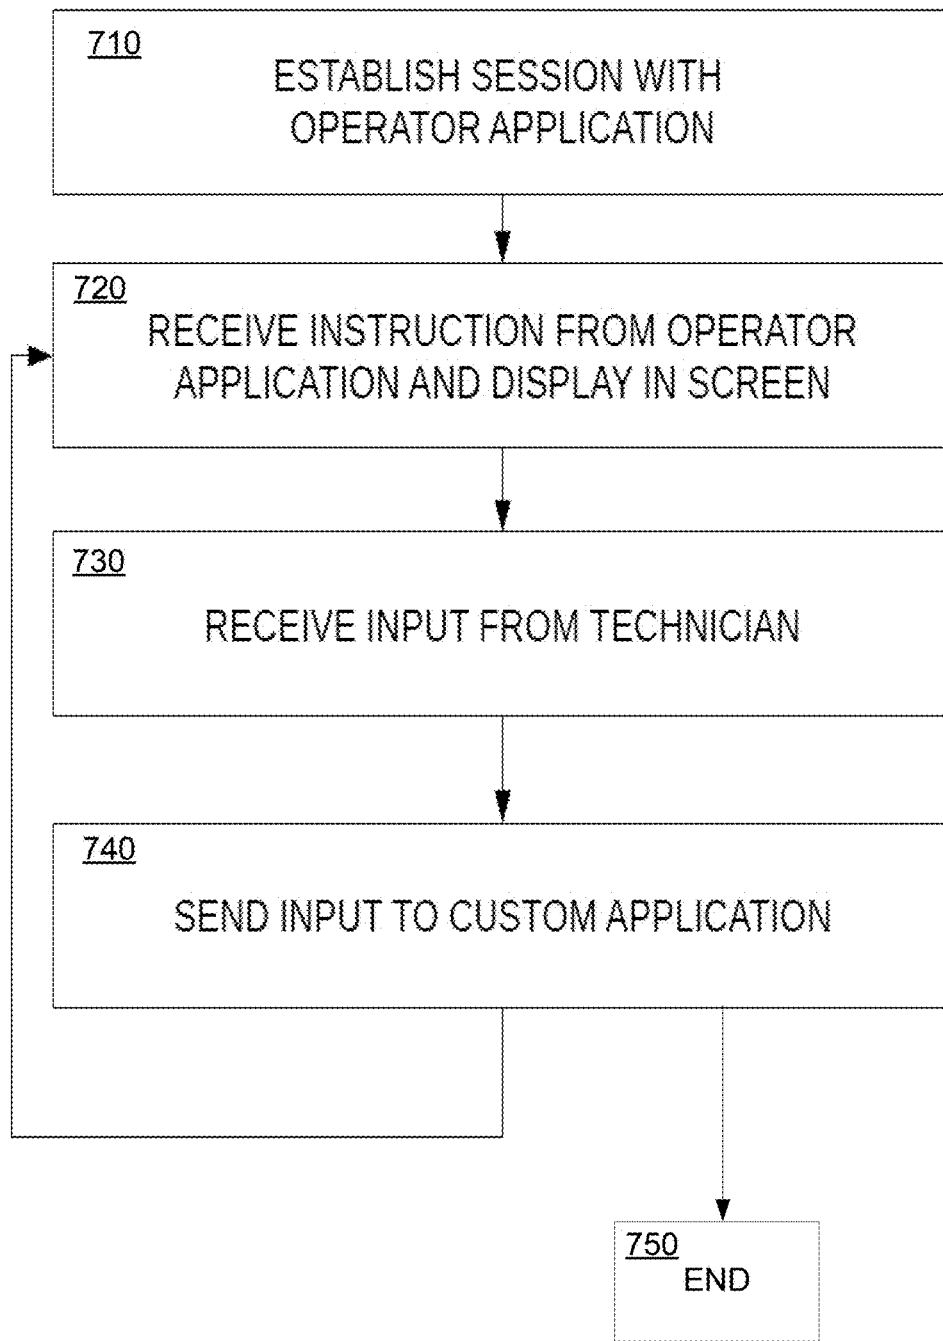 710
ESTABLISH SESSION WITH
OPERATOR APPLICATION
720
RECEIVE INSTRUCTION FROM OPERATOR
APPLICATION AND DISPLAY IN SCREEN
730
RECEIVE INPUT FROM TECHNICIAN
740
SEND INPUT TO CUSTOM APPLICATION
750
END